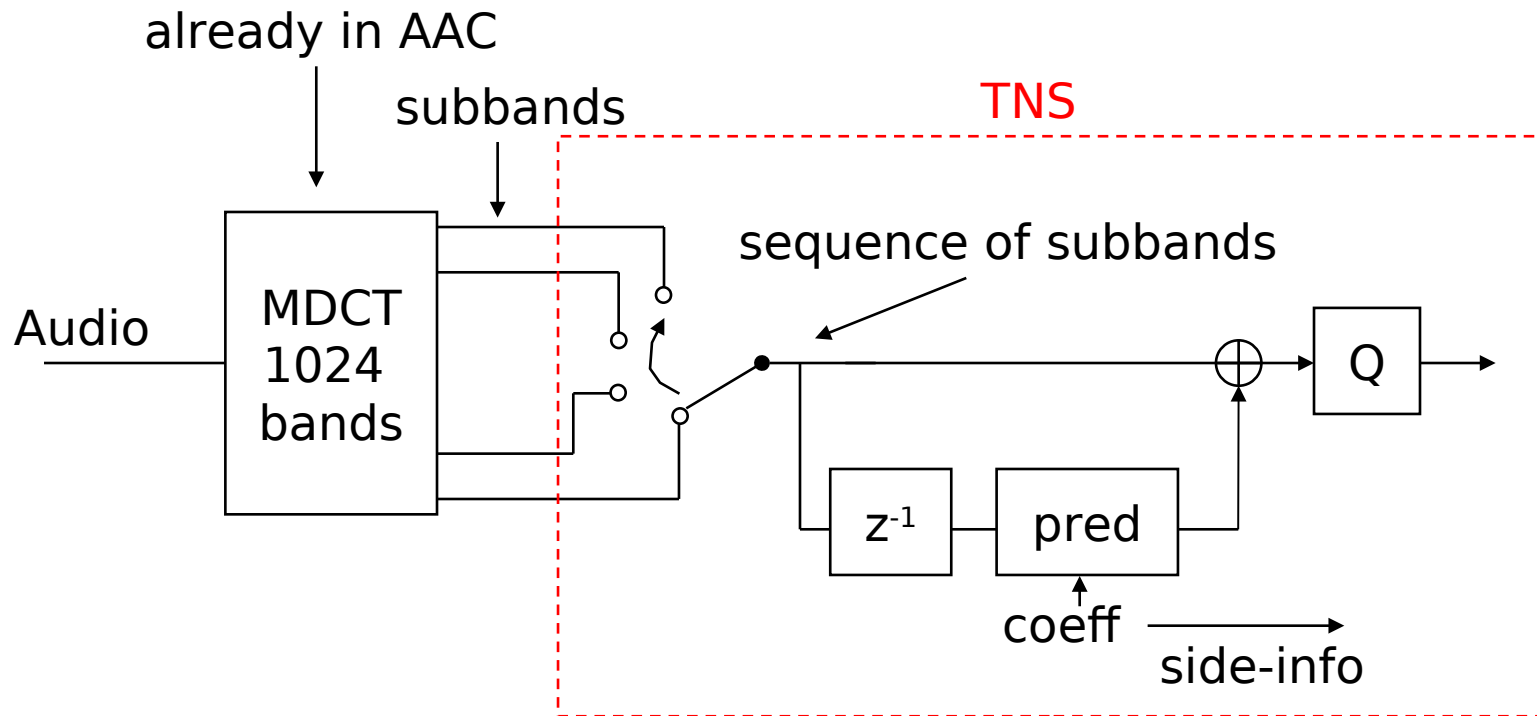 already in AAC
subbands
TNS
sequence of subbands
Audio
MDCT
1024
bands
Q
z-1
pred
coeff
side-info